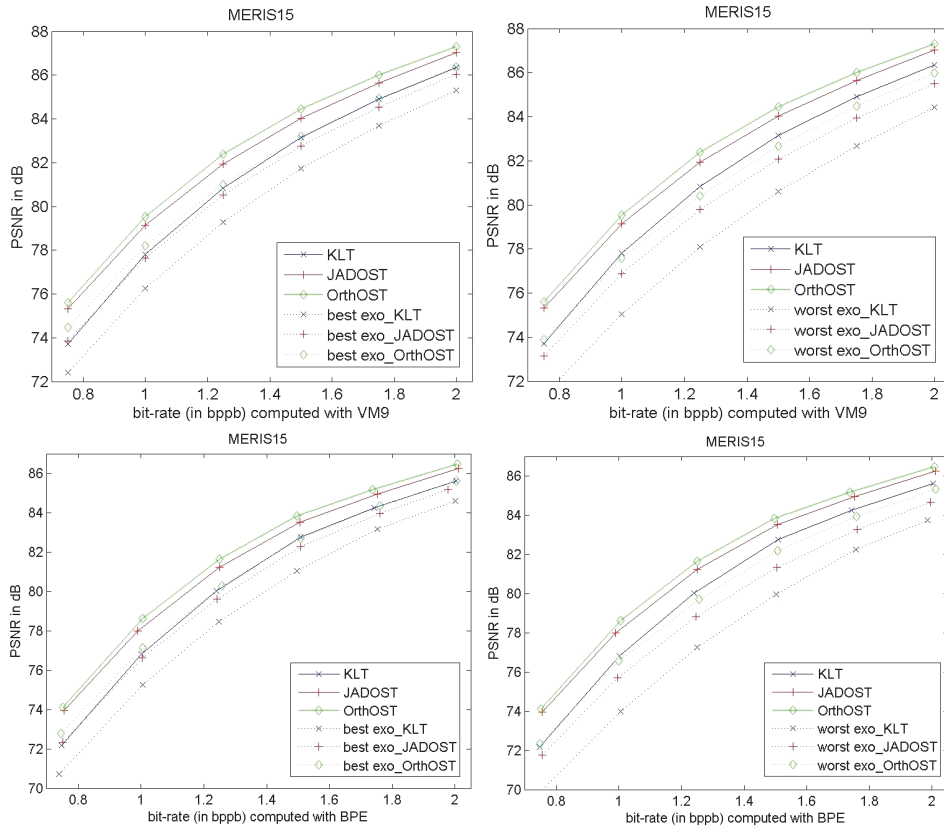 MERIS15
88
86
84
82
80
78
76
74
72
PSNR in dB
KLT
JADOST
OrthOST
best exo_KLT
best exo_JADOST
best exo_OrthOST
0.8 1 1.2 1.4 1.6 1.8 2
bit-rate (in bppb) computed with VM9
MERIS15
88
86
84
82
80
78
76
74
72
PSNR in dB
KLT
JADOST
OrthOST
worst exo_KLT
worst exo_JADOST
worst exo_OrthOST
0.8 1 1.2 1.4 1.6 1.8 2
bit-rate (in bppb) computed with VM9
MERIS15
86
84
82
80
78
76
74
72
70
PSNR in dB
KLT
JADOST
OrthOST
best exo_KLT
best exo_JADOST
best exo_OrthOST
0.8 1 1.2 1.4 1.6 1.8 2
bit-rate (in bppb) computed with BPE
MERIS15
86
84
82
80
78
76
74
72
70
PSNR in dB
KLT
JADOST
OrthOST
worst exo_KLT
worst exo_JADOST
worst exo_OrthOST
0.8 1 1.2 1.4 1.6 1.8 2
bit-rate (in bppb) computed with BPE